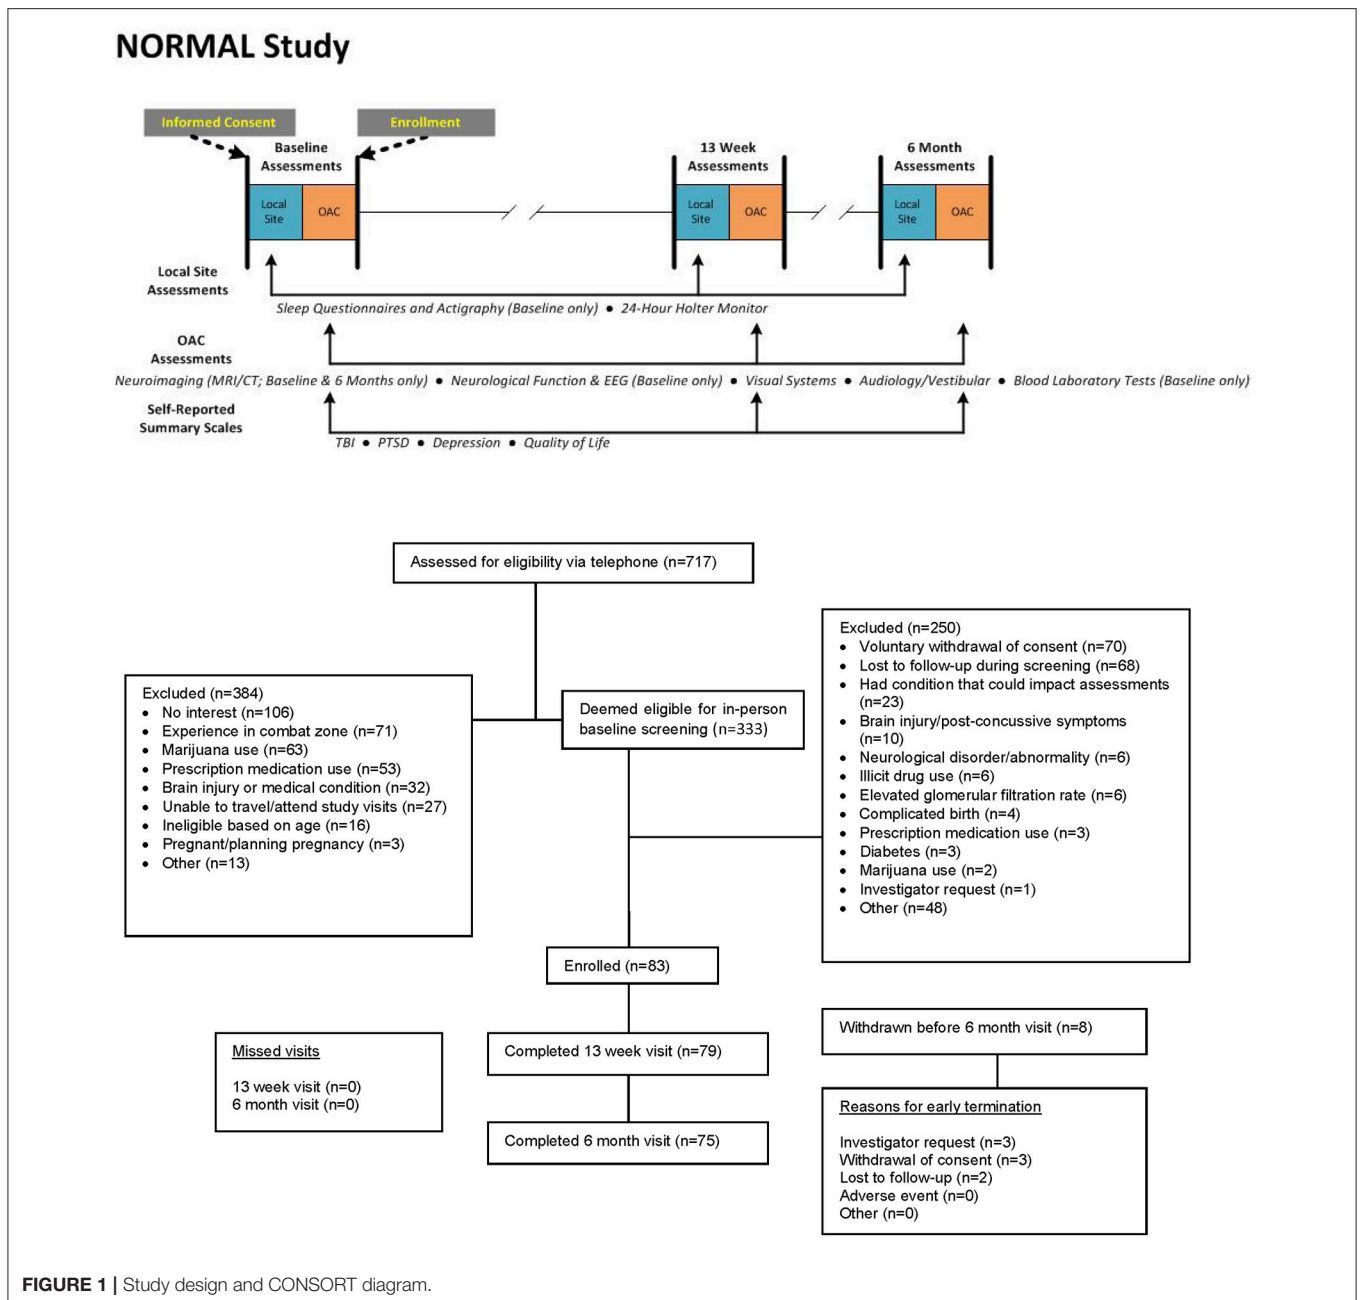 NORMAL Study
Informed Consent
Enrollment
Baseline
Assessments
13 Week
Assessments
6 Month
Assessments
Local
Site
OAC
Local
Site
OAC
Local
Site
OAC
Local Site
Assessments
Sleep Questionnaires and Actigraphy (Baseline only) ● 24-Hour Holter Monitor
OAC
Assessments
Neuroimaging (MRI/CT; Baseline & 6 Months only) ● Neurological Function & EEG (Baseline only) ● Visual Systems ● Audiology/Vestibular ● Blood Laboratory Tests (Baseline only)
Self-Reported
Summary Scales
TBI ● PTSD ● Depression ● Quality of Life
Assessed for eligibility via telephone (n=717)
Excluded (n=384)
• No interest (n=106)
• Experience in combat zone (n=71)
• Marijuana use (n=63)
• Prescription medication use (n=53)
• Brain injury or medical condition (n=32)
• Unable to travel/attend study visits (n=27)
• Ineligible based on age (n=16)
• Pregnant/planning pregnancy (n=3)
• Other (n=13)
Deemed eligible for in-person
baseline screening (n=333)
Excluded (n=250)
• Voluntary withdrawal of consent (n=70)
• Lost to follow-up during screening (n=68)
• Had condition that could impact assessments
(n=23)
• Brain injury/post-concussive symptoms
(n=10)
• Neurological disorder/abnormality (n=6)
• Illicit drug use (n=6)
• Elevated glomerular filtration rate (n=6)
• Complicated birth (n=4)
• Prescription medication use (n=3)
• Diabetes (n=3)
• Marijuana use (n=2)
• Investigator request (n=1)
• Other (n=48)
Enrolled (n=83)
Missed visits
13 week visit (n=0)
6 month visit (n=0)
Completed 13 week visit (n=79)
Completed 6 month visit (n=75)
Withdrawn before 6 month visit (n=8)
Reasons for early termination
Investigator request (n=3)
Withdrawal of consent (n=3)
Lost to follow-up (n=2)
Adverse event (n=0)
Other (n=0)
FIGURE 1 | Study design and CONSORT diagram.